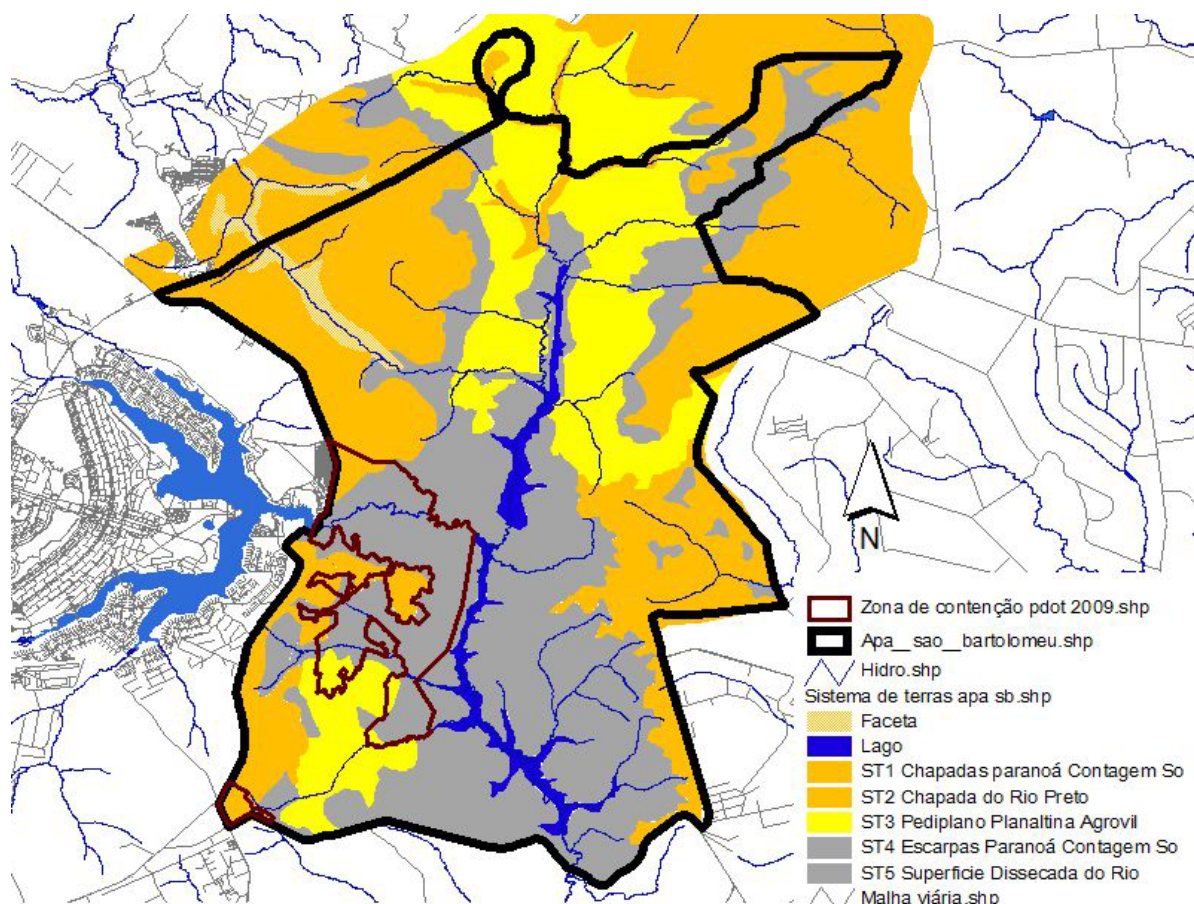 N
Zona de contenção pdot 2009.shp
Apa__sao__bartolomeu.shp
Hidro.shp
Sistema de terras apa sb.shp
Faceta
Lago
ST1 Chapadas paranoá Contagem So
ST2 Chapada do Rio Preto
ST3 Pediplano Planaltina Agrovil
ST4 Escarpas Paranoá Contagem So
ST5 Superficie Dissecada do Rio
Malha viária.shp